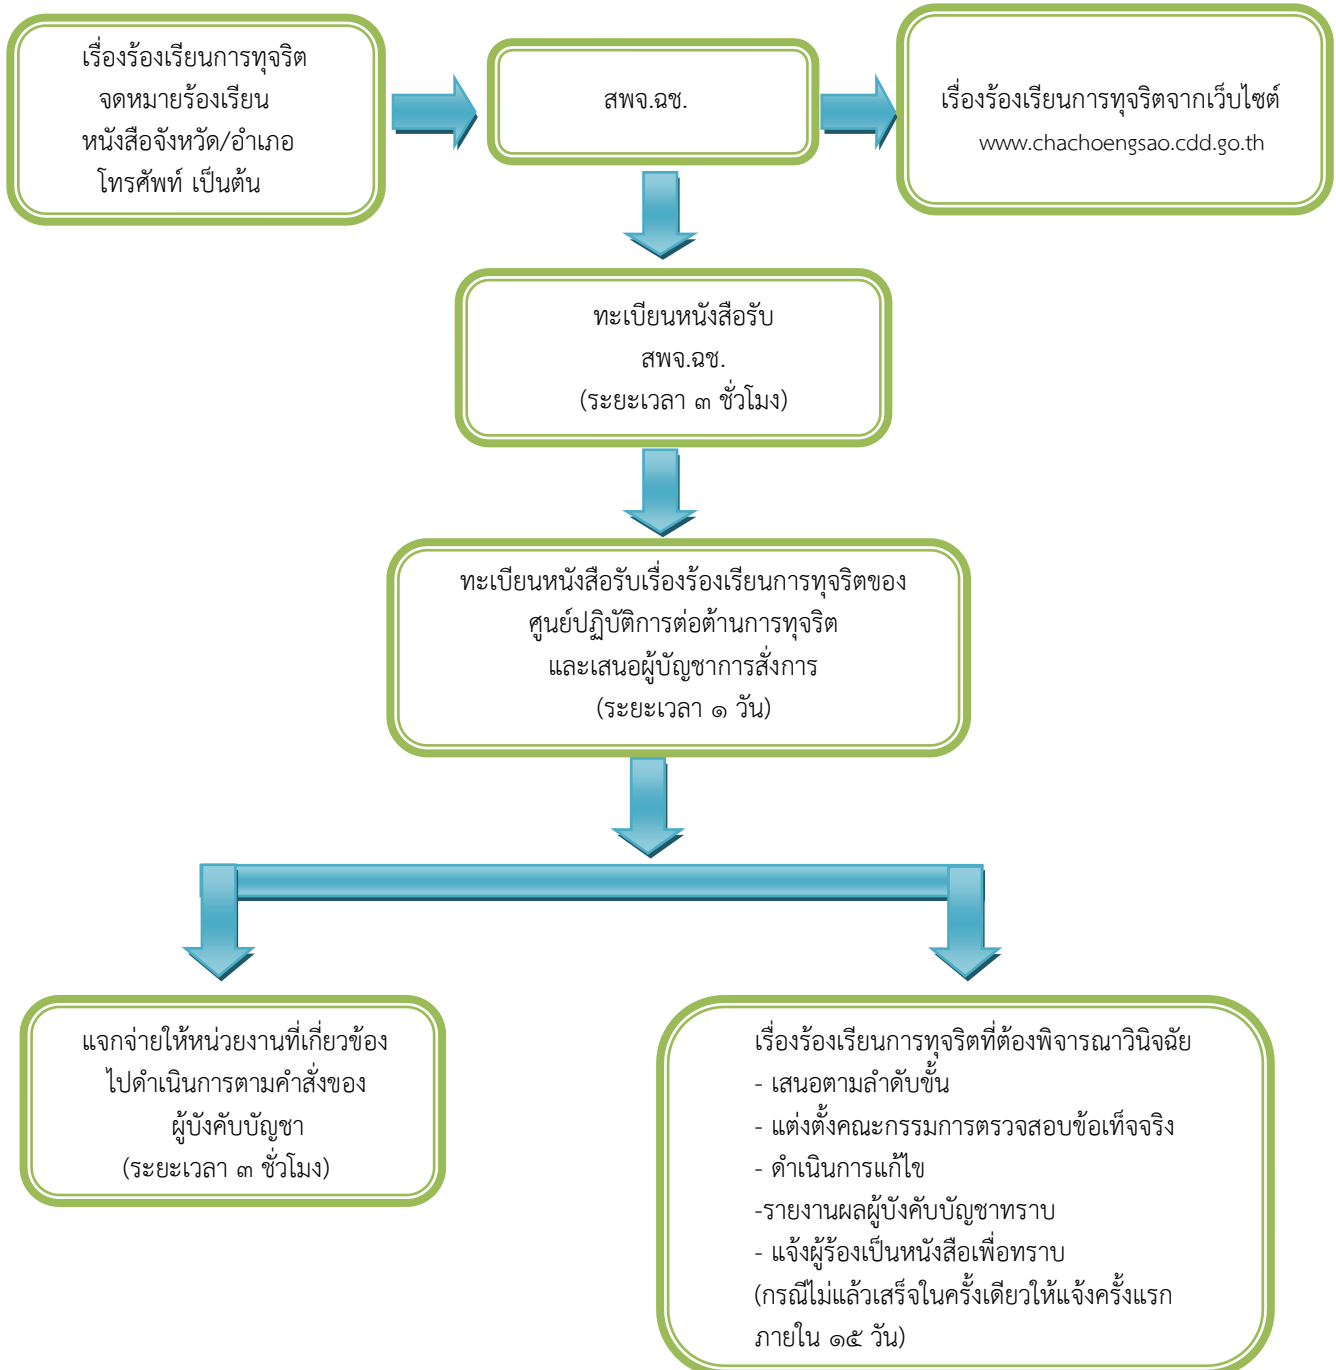 เรื่องร้องเรียนการทุจริต
จดหมายร้องเรียน
หนังสือจังหวัด/อำเภอ
โทรศัพท์ เป็นต้น
สพจ.ฉช.
เรื่องร้องเรียนการทุจริตจากเว็บไซต์
www.chachoengsao.cdd.go.th
ทะเบียนหนังสือรับ
สพจ.ฉช.
(ระยะเวลา ๓ ชั่วโมง)
ทะเบียนหนังสือรับเรื่องร้องเรียนการทุจริตของ
ศูนย์ปฏิบัติการต่อต้านการทุจริต
และเสนอผู้บัญชาการสั่งการ
(ระยะเวลา ๑ วัน)
แจกจ่ายให้หน่วยงานที่เกี่ยวข้อง
ไปดำเนินการตามคำสั่งของ
ผู้บังคับบัญชา
(ระยะเวลา ๓ ชั่วโมง)
เรื่องร้องเรียนการทุจริตที่ต้องพิจารณาวินิจฉัย
- เสนอตามลำดับขั้น
- แต่งตั้งคณะกรรมการตรวจสอบข้อเท็จจริง
- ดำเนินการแก้ไข
-รายงานผลผู้บังคับบัญชาทราบ
- แจ้งผู้ร้องเป็นหนังสือเพื่อทราบ
(กรณีไม่แล้วเสร็จในครั้งเดียวให้แจ้งครั้งแรก
ภายใน ๑๕ วัน)